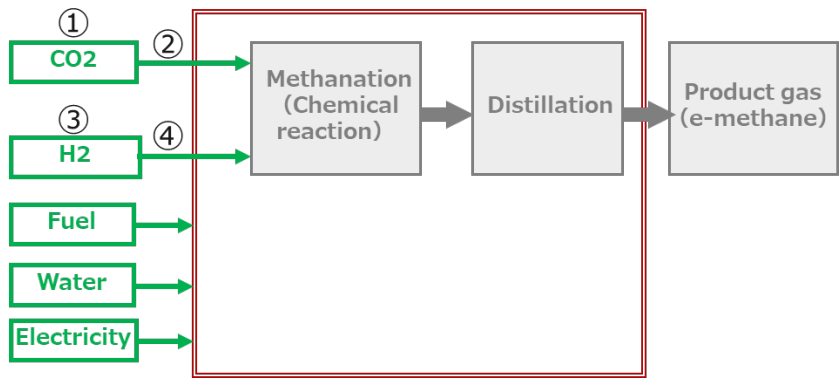 ①
CO2
②
③
H2
④
Fuel
Water
Electricity
Methanation
(Chemical
reaction)
Distillation
Product gas
(e-methane)